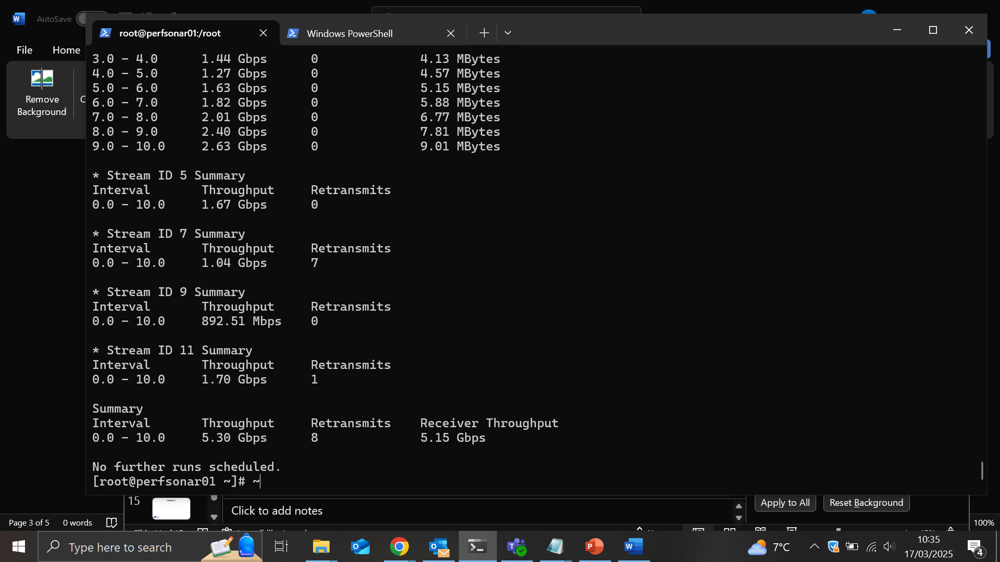 AutoSave
root@perfsonar01:/root
Windows PowerShell
File
Home
Remove
Background
3.0 - 4.0 1.44 Gbps 0 4.13 MBytes
4.0 - 5.0 1.27 Gbps 0 4.57 MBytes
5.0 - 6.0 1.63 Gbps 0 5.15 MBytes
6.0 - 7.0 1.82 Gbps 0 5.88 MBytes
7.0 - 8.0 2.01 Gbps 0 6.77 MBytes
8.0 - 9.0 2.40 Gbps 0 7.81 MBytes
9.0 - 10.0 2.63 Gbps 0 9.01 MBytes
* Stream ID 5 Summary
Interval Throughput Retransmits
0.0 - 10.0 1.67 Gbps 0
* Stream ID 7 Summary
Interval Throughput Retransmits
0.0 - 10.0 1.04 Gbps 7
* Stream ID 9 Summary
Interval Throughput Retransmits
0.0 - 10.0 892.51 Mbps 0
* Stream ID 11 Summary
Interval Throughput Retransmits
0.0 - 10.0 1.70 Gbps 1
Summary
Interval Throughput Retransmits Receiver Throughput
0.0 - 10.0 5.30 Gbps 8 5.15 Gbps
No further runs scheduled.
[root@perfsonar01 ~]# ~
15
Click to add notes
Apply to All
Reset Background
Page 3 of 5
0 words
100%
Type here to search
7°C
10:35
17/03/2025
4